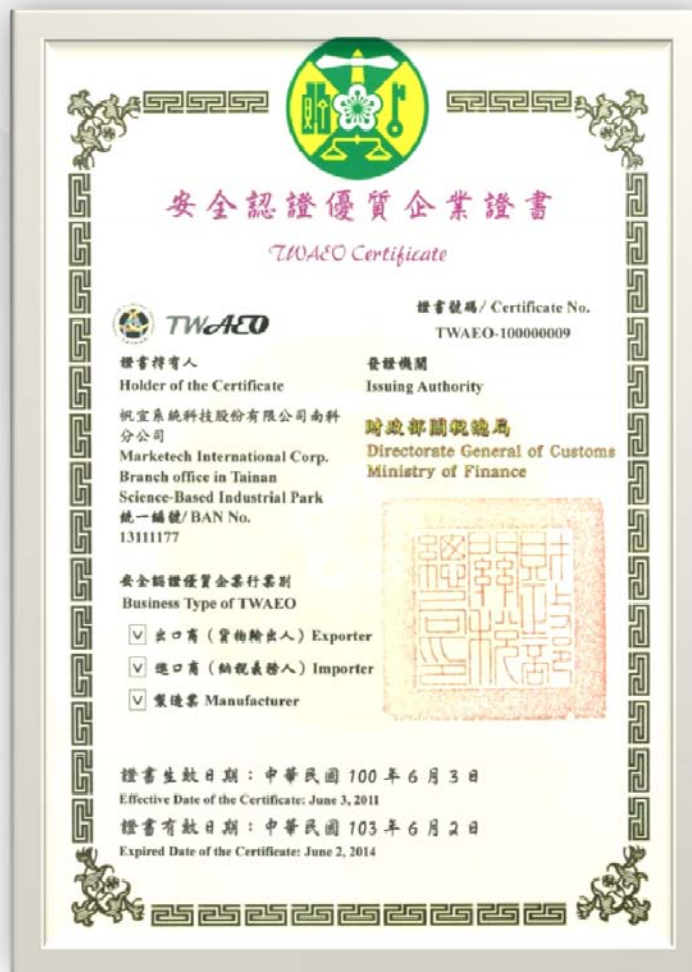 安全認證優質企業證書
TWAEO Certificate
TWAEO
證書號碼/ Certificate No.
TWAEO-100000009
證書持有人
Holder of the Certificate
帆宣系統科技股份有限公司南科
分公司
Marketech International Corp.
Branch office in Tainan
Science-Based Industrial Park
統一編號/ BAN No.
13111177
發證機關
Issuing Authority
財政部關稅總局
Directorate General of Customs
Ministry of Finance
財政部
關稅
總局印
安全認證優質企業行業別
Business Type of TWAEO
V 出口商（貨物輸出人）Exporter
V 進口商（納稅義務人）Importer
V 製造業 Manufacturer
證書生效日期：中華民國 100 年 6 月 3 日
Effective Date of the Certificate: June 3, 2011
證書有效日期：中華民國 103 年 6 月 2 日
Expired Date of the Certificate: June 2, 2014